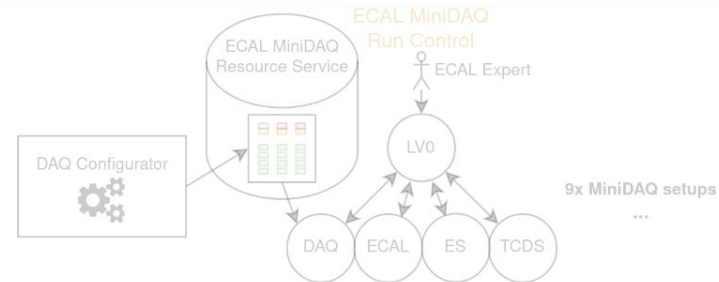 ECAL MiniDAQ
Run Control
ECAL MiniDAQ
Resource Service
ECAL Expert
LV0
DAQ Configurator
9x MiniDAQ setups
...
DAQ
ECAL
ES
TCDS